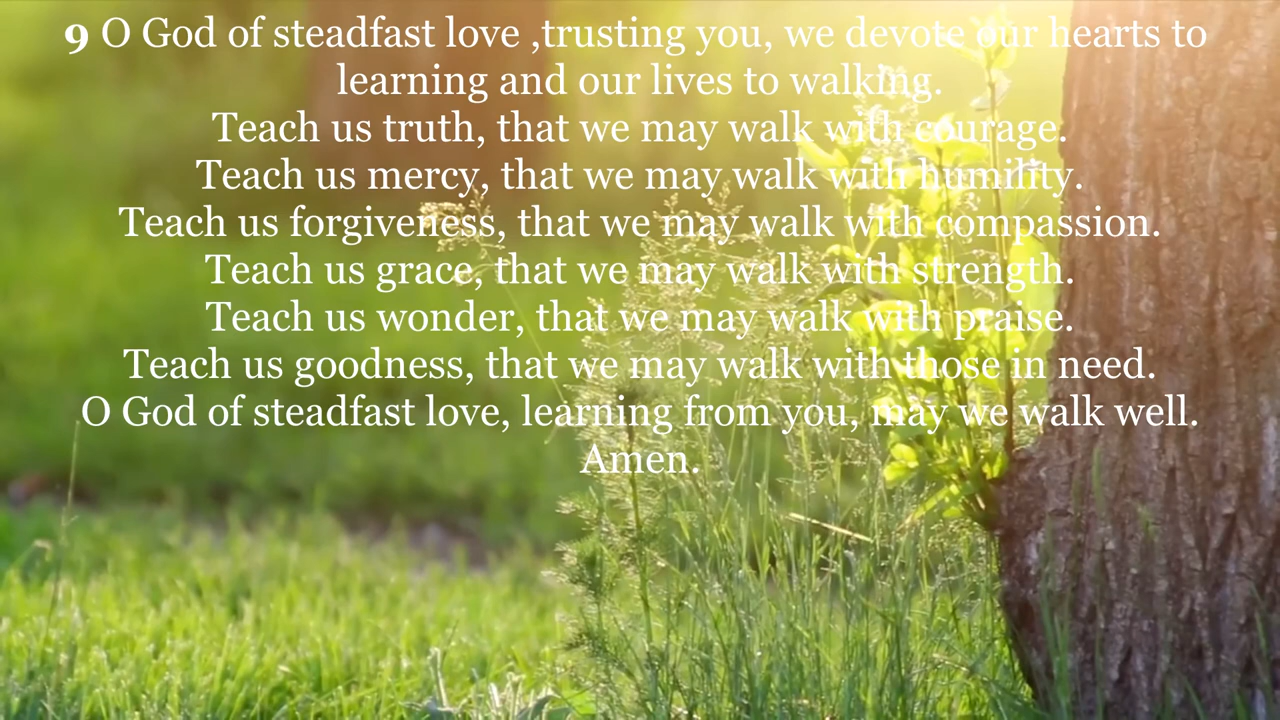 9 O God of steadfast love ,trusting you, we devote our hearts to
learning and our lives to walking.
Teach us truth, that we may walk with courage.
Teach us mercy, that we may walk with humility.
Teach us forgiveness, that we may walk with compassion.
Teach us grace, that we may walk with strength.
Teach us wonder, that we may walk with praise.
Teach us goodness, that we may walk with those in need.
O God of steadfast love, learning from you, may we walk well.
Amen.